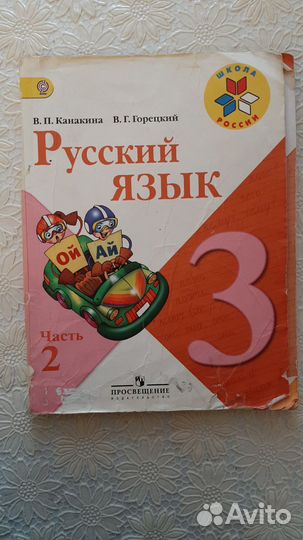 В. П. Канакина В. Г. Горецкий
ШКОЛА
РОССИИ
Русский
язык
ОЙ АЙ
3
Часть
2
ПРОСВЕЩЕНИЕ
ИЗДАТЕЛЬСТВО
Avito